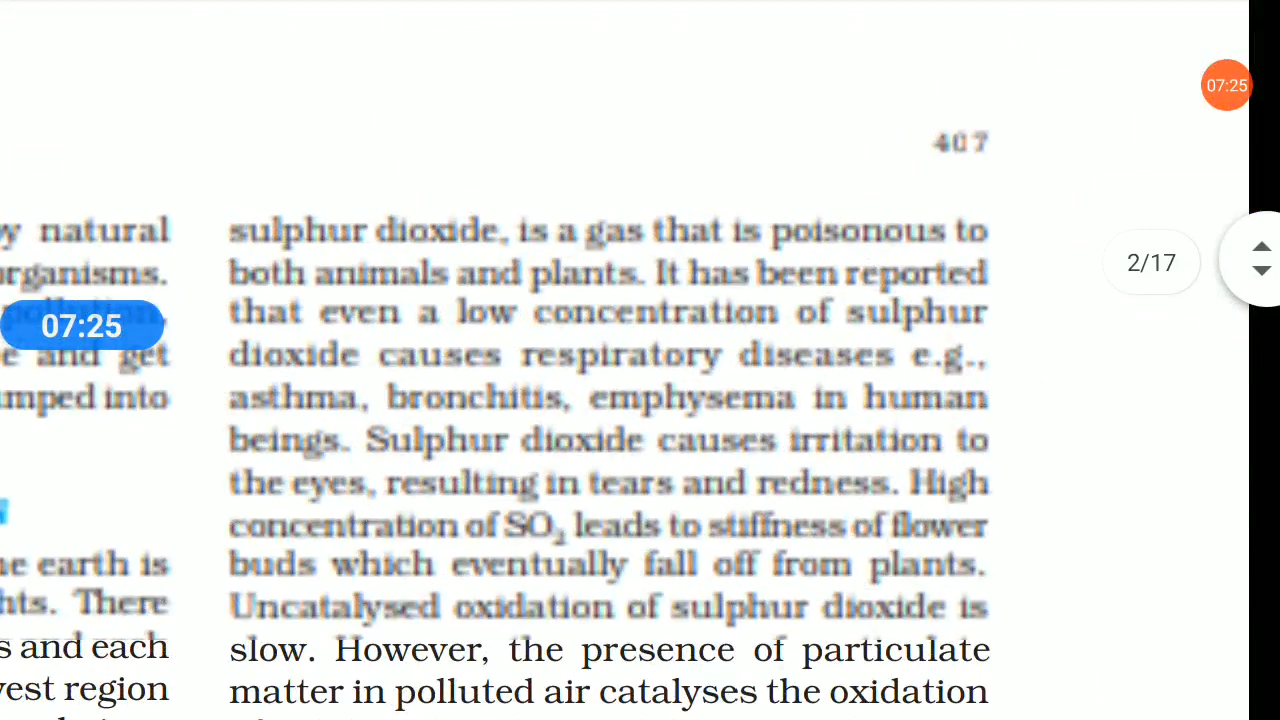 07:25
407
y natural
rganisms.
pollution,
07:25
e and get
mped into
e earth is
hts. There
s and each
vest region
sulphur dioxide, is a gas that is poisonous to
both animals and plants. It has been reported
that even a low concentration of sulphur
dioxide causes respiratory diseases e.g.,
asthma, bronchitis, emphysema in human
beings. Sulphur dioxide causes irritation to
the eyes, resulting in tears and redness. High
concentration of SO₂ leads to stiffness of flower
buds which eventually fall off from plants.
Uncatalysed oxidation of sulphur dioxide is
slow. However, the presence of particulate
matter in polluted air catalyses the oxidation
2/17